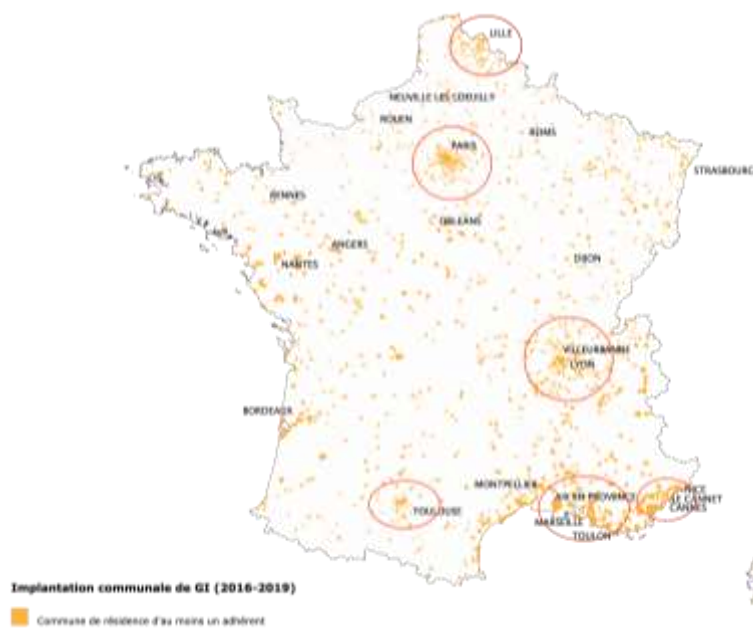 LILLE
NEUVILLE LES LOEUILLY
ROUEN
REIMS
PARIS
STRASBOURG
RENNES
ORLEANS
ANGERS
NANTES
DIJON
VILLEURBANNE
LYON
BORDEAUX
MONTPELLIER
NICE
AIX EN PROVENCE
LE CANNET
CANNES
TOULOUSE
MARSEILLE
TOULON
Implantation communale de GI (2016-2019)
Commune de résidence d'au moins un adhérent